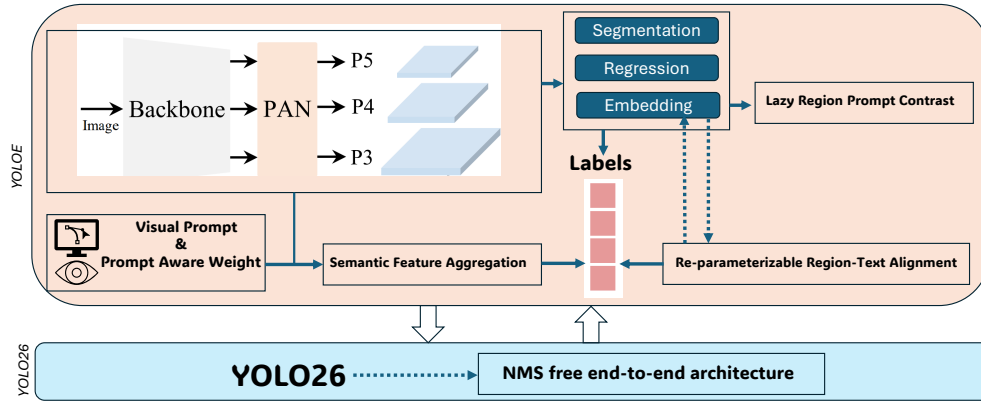 YOLOE
Image
Backbone
PAN
P5
P4
P3
Segmentation
Regression
Embedding
Lazy Region Prompt Contrast
Labels
Visual Prompt
&
Prompt Aware Weight
Semantic Feature Aggregation
Re-parameterizable Region-Text Alignment
YOLO26
YOLO26
NMS free end-to-end architecture